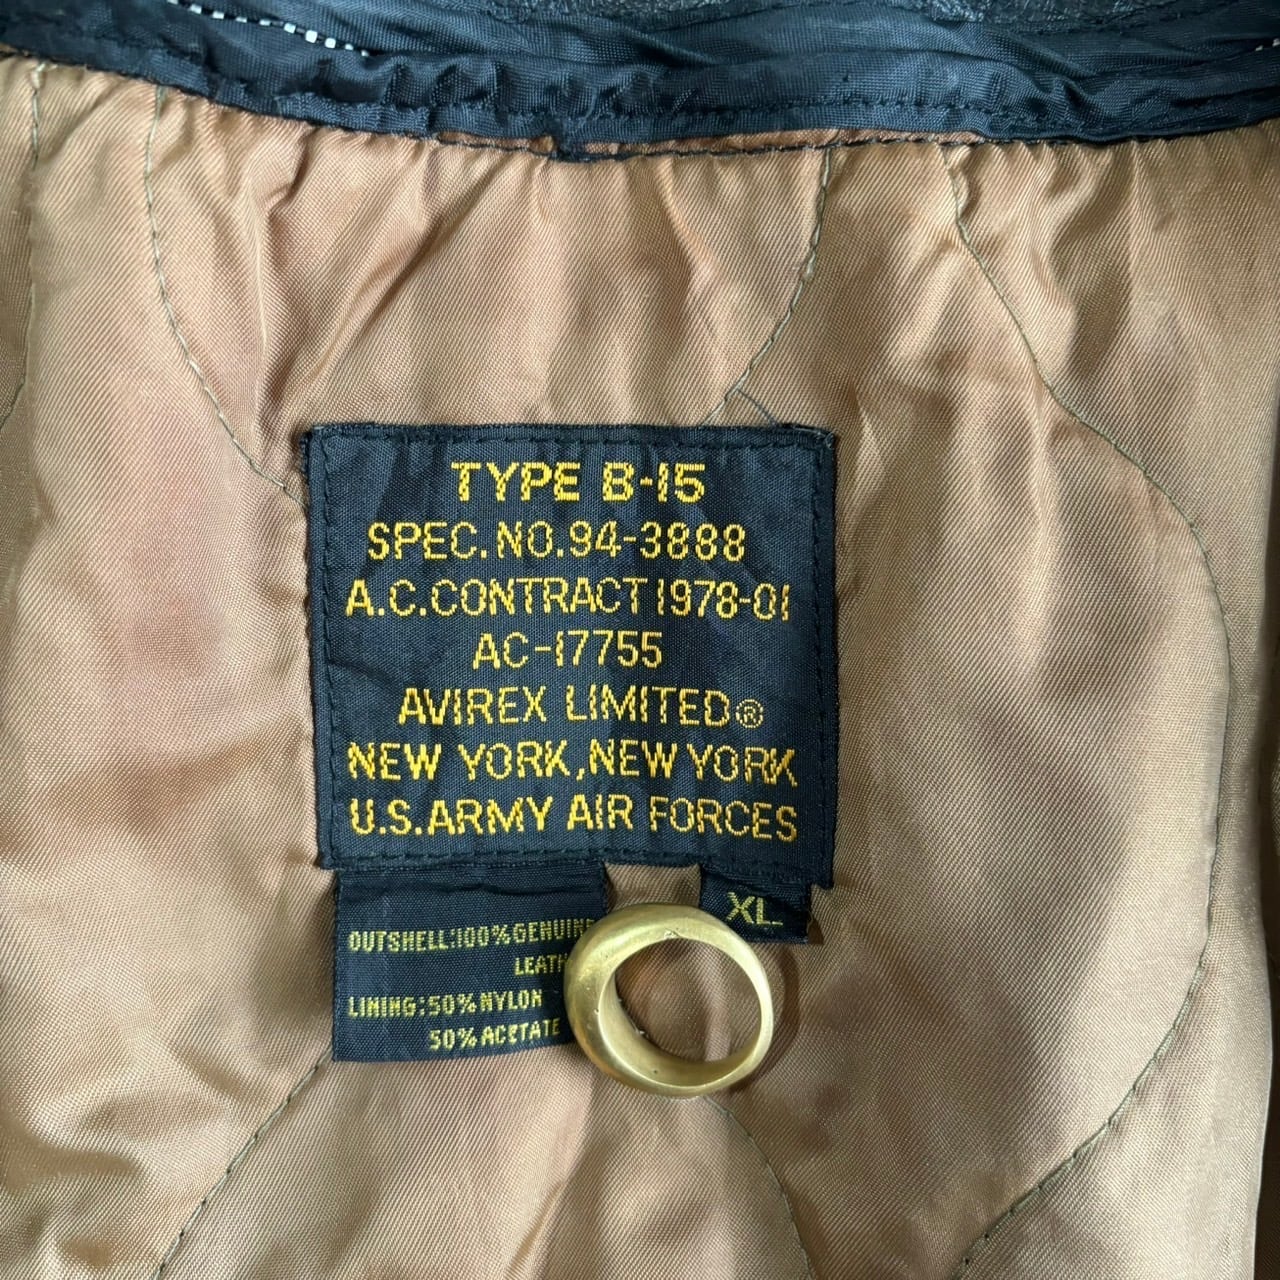 TYPE B-15
SPEC. NO. 94-3888
A.C. CONTRACT 1978-01
AC-17755
AVIREX LIMITED®
NEW YORK, NEW YORK
U.S. ARMY AIR FORCES
XL
OUTSHELL:100% GENUINE
LEATH
LINING:50% NYLON
50% ACETATE